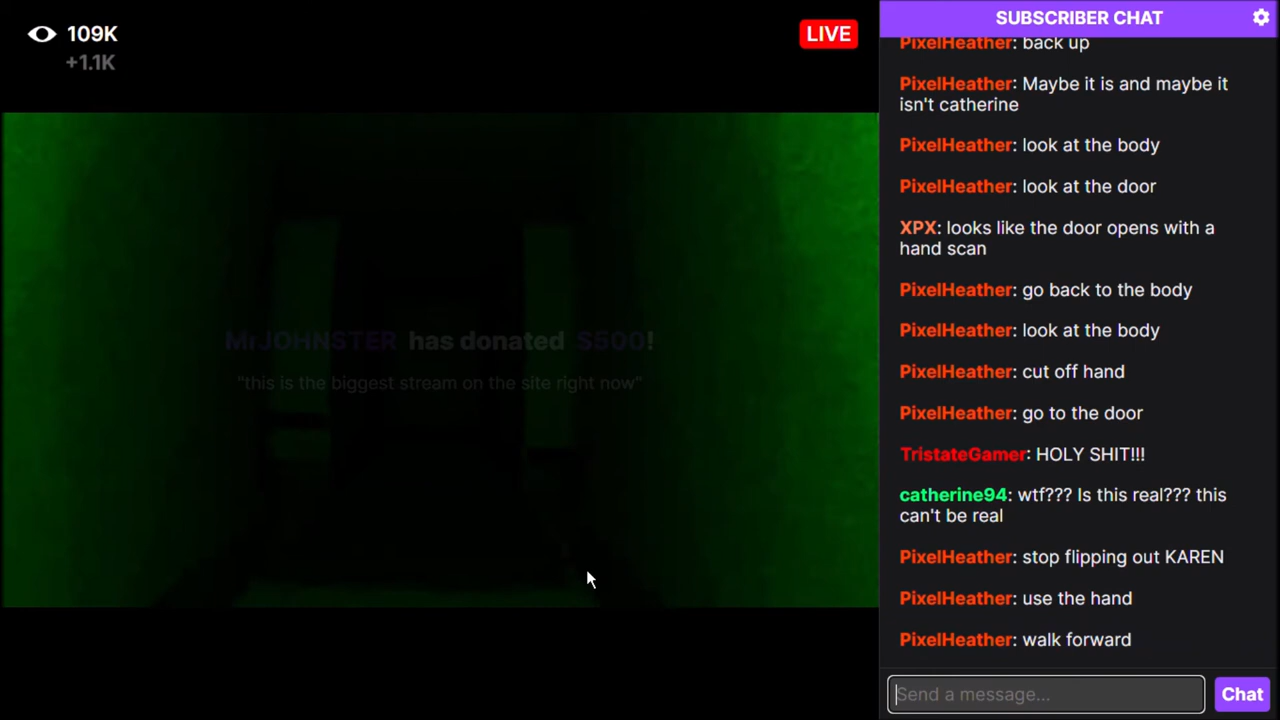 109K
+1.1K
LIVE
MrJOHNSTER has donated $500!
"this is the biggest stream on the site right now"
SUBSCRIBER CHAT
PixelHeather: back up
PixelHeather: Maybe it is and maybe it
isn't catherine
PixelHeather: look at the body
PixelHeather: look at the door
XPX: looks like the door opens with a
hand scan
PixelHeather: go back to the body
PixelHeather: look at the body
PixelHeather: cut off hand
PixelHeather: go to the door
TristateGamer: HOLY SHIT!!!
catherine94: wtf??? Is this real??? this
can't be real
PixelHeather: stop flipping out KAREN
PixelHeather: use the hand
PixelHeather: walk forward
Send a message...
Chat